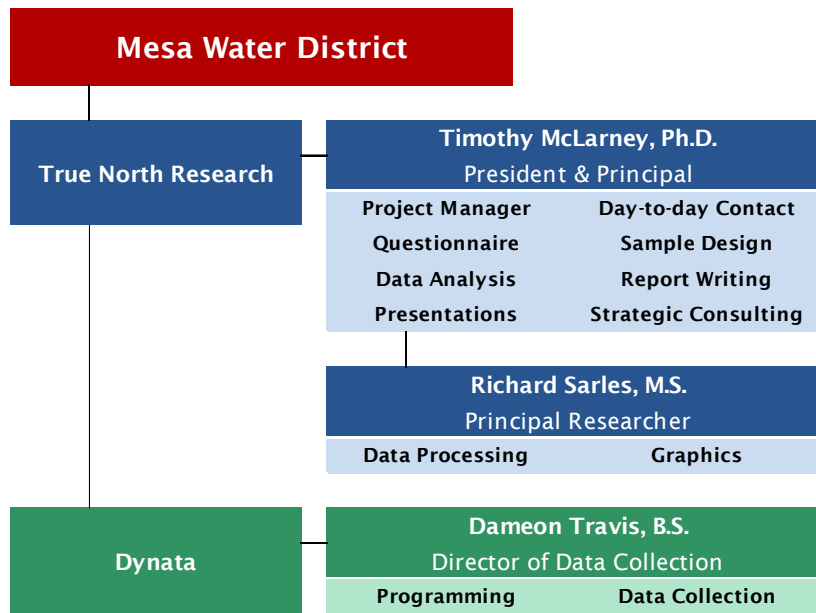 Mesa Water District
True North Research
Timothy McLarney, Ph.D.
President & Principal
Project Manager Day-to-day Contact
Questionnaire Sample Design
Data Analysis Report Writing
Presentations Strategic Consulting
Richard Sarles, M.S.
Principal Researcher
Data Processing Graphics
Dynata
Dameon Travis, B.S.
Director of Data Collection
Programming Data Collection